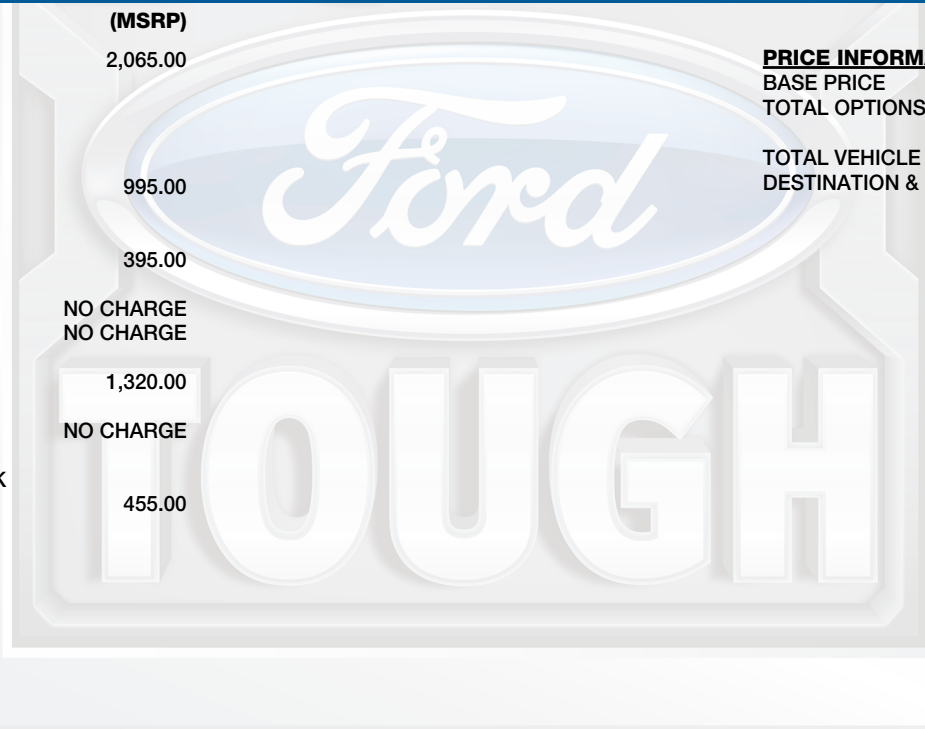 (MSRP)
2,065.00
995.00
395.00
NO CHARGE
NO CHARGE
1,320.00
NO CHARGE
455.00
PRICE INFORM
BASE PRICE
TOTAL OPTIONS
TOTAL VEHICLE
DESTINATION &
Ford
TOUGH